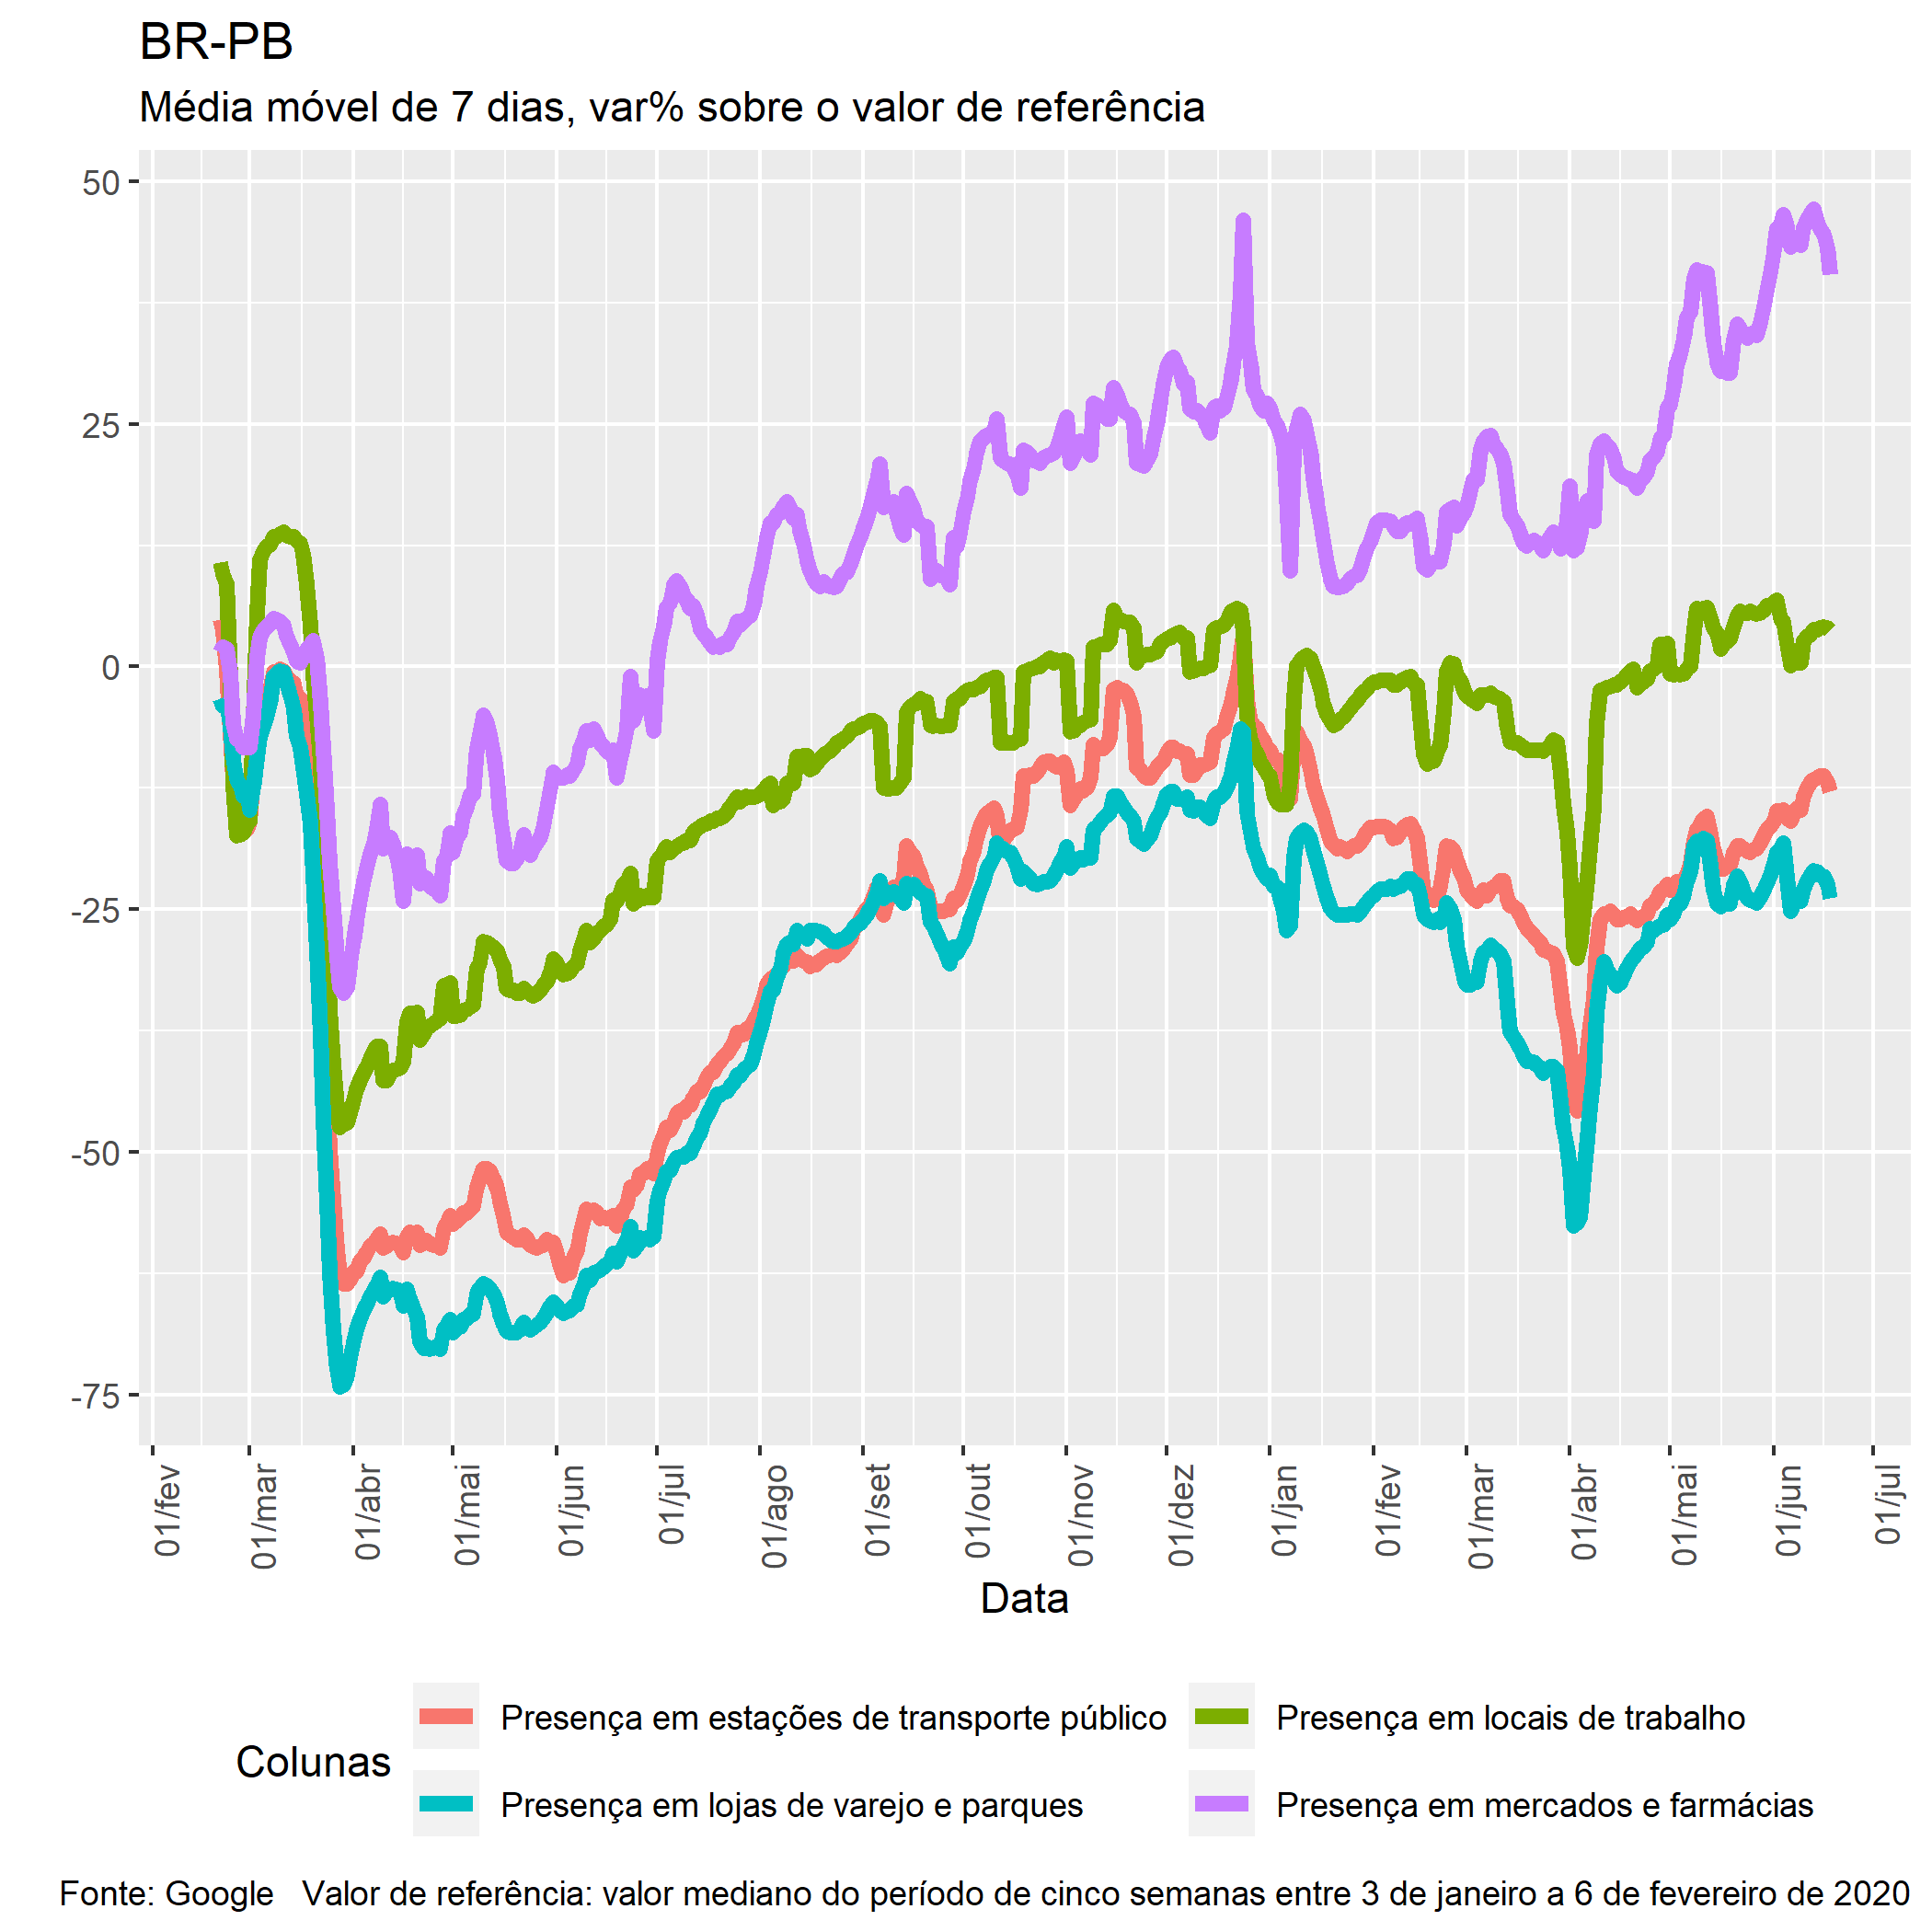 BR-PB
Média móvel de 7 dias, var% sobre o valor de referência
50
25
0
-25
-50
-75
01/fev
01/mar
01/abr
01/mai
01/jun
01/jul
01/ago
01/set
01/out
01/nov
01/dez
01/jan
01/fev
01/mar
01/abr
01/mai
01/jun
01/jul
Data
Colunas
Presença em estações de transporte público
Presença em locais de trabalho
Presença em lojas de varejo e parques
Presença em mercados e farmácias
Fonte: Google Valor de referência: valor mediano do período de cinco semanas entre 3 de janeiro a 6 de fevereiro de 2020